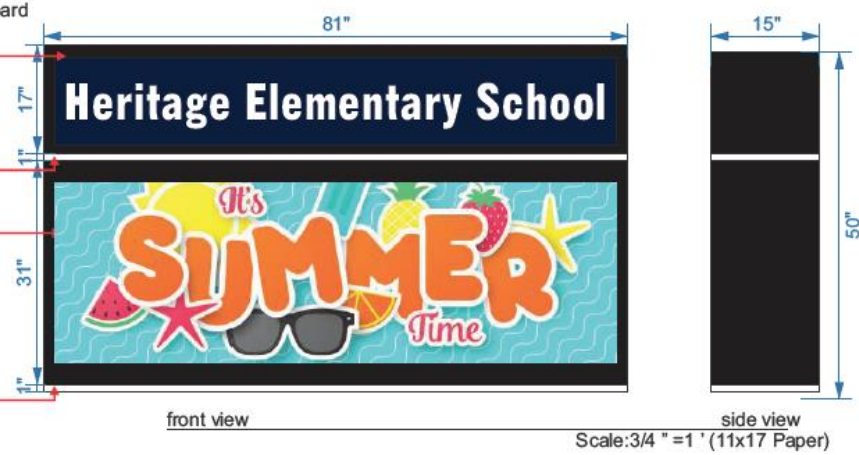 ard
81"
15"
17"
Heritage Elementary School
1"
It's
SUMMER
Time
31"
50"
1"
front view
side view
Scale:3/4 " =1 ' (11x17 Paper)